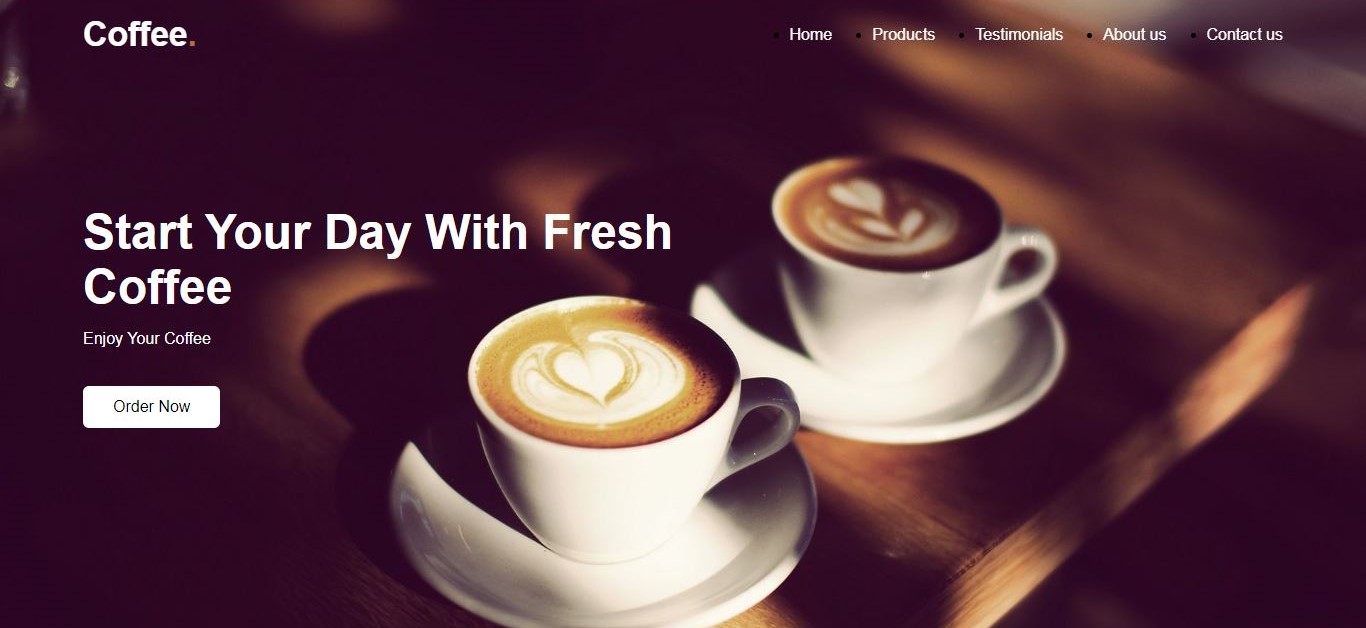 Coffee.
Home Products Testimonials About us Contact us
Start Your Day With Fresh
Coffee
Enjoy Your Coffee
Order Now